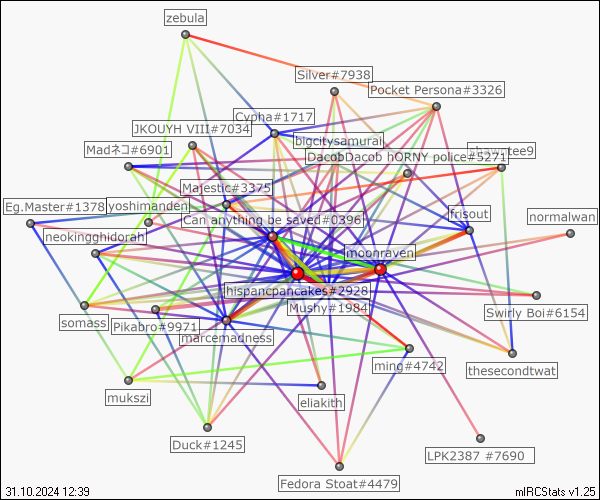 zebula
Silver#7938
Pocket Persona#3326
Cypha#1717
JKOUYH VIII#7034
bigcitysamurai
Madネコ#6901
DacobDacob hORNY police#5271
Majestic#3375
Eg.Master#1378
yoshimanden
Can anything be saved#0396
frisout
normalwan
neokingghidorah
moonraven
hispancpancakes#2928
Mushy#1984
Swirly Boi#6154
somass
Pikabro#9971
marcemadness
ming#4742
thesecondtwat
mukszi
eliakith
Duck#1245
LPK2387 #7690
Fedora Stoat#4479
31.10.2024 12:39
mIRCStats v1.25